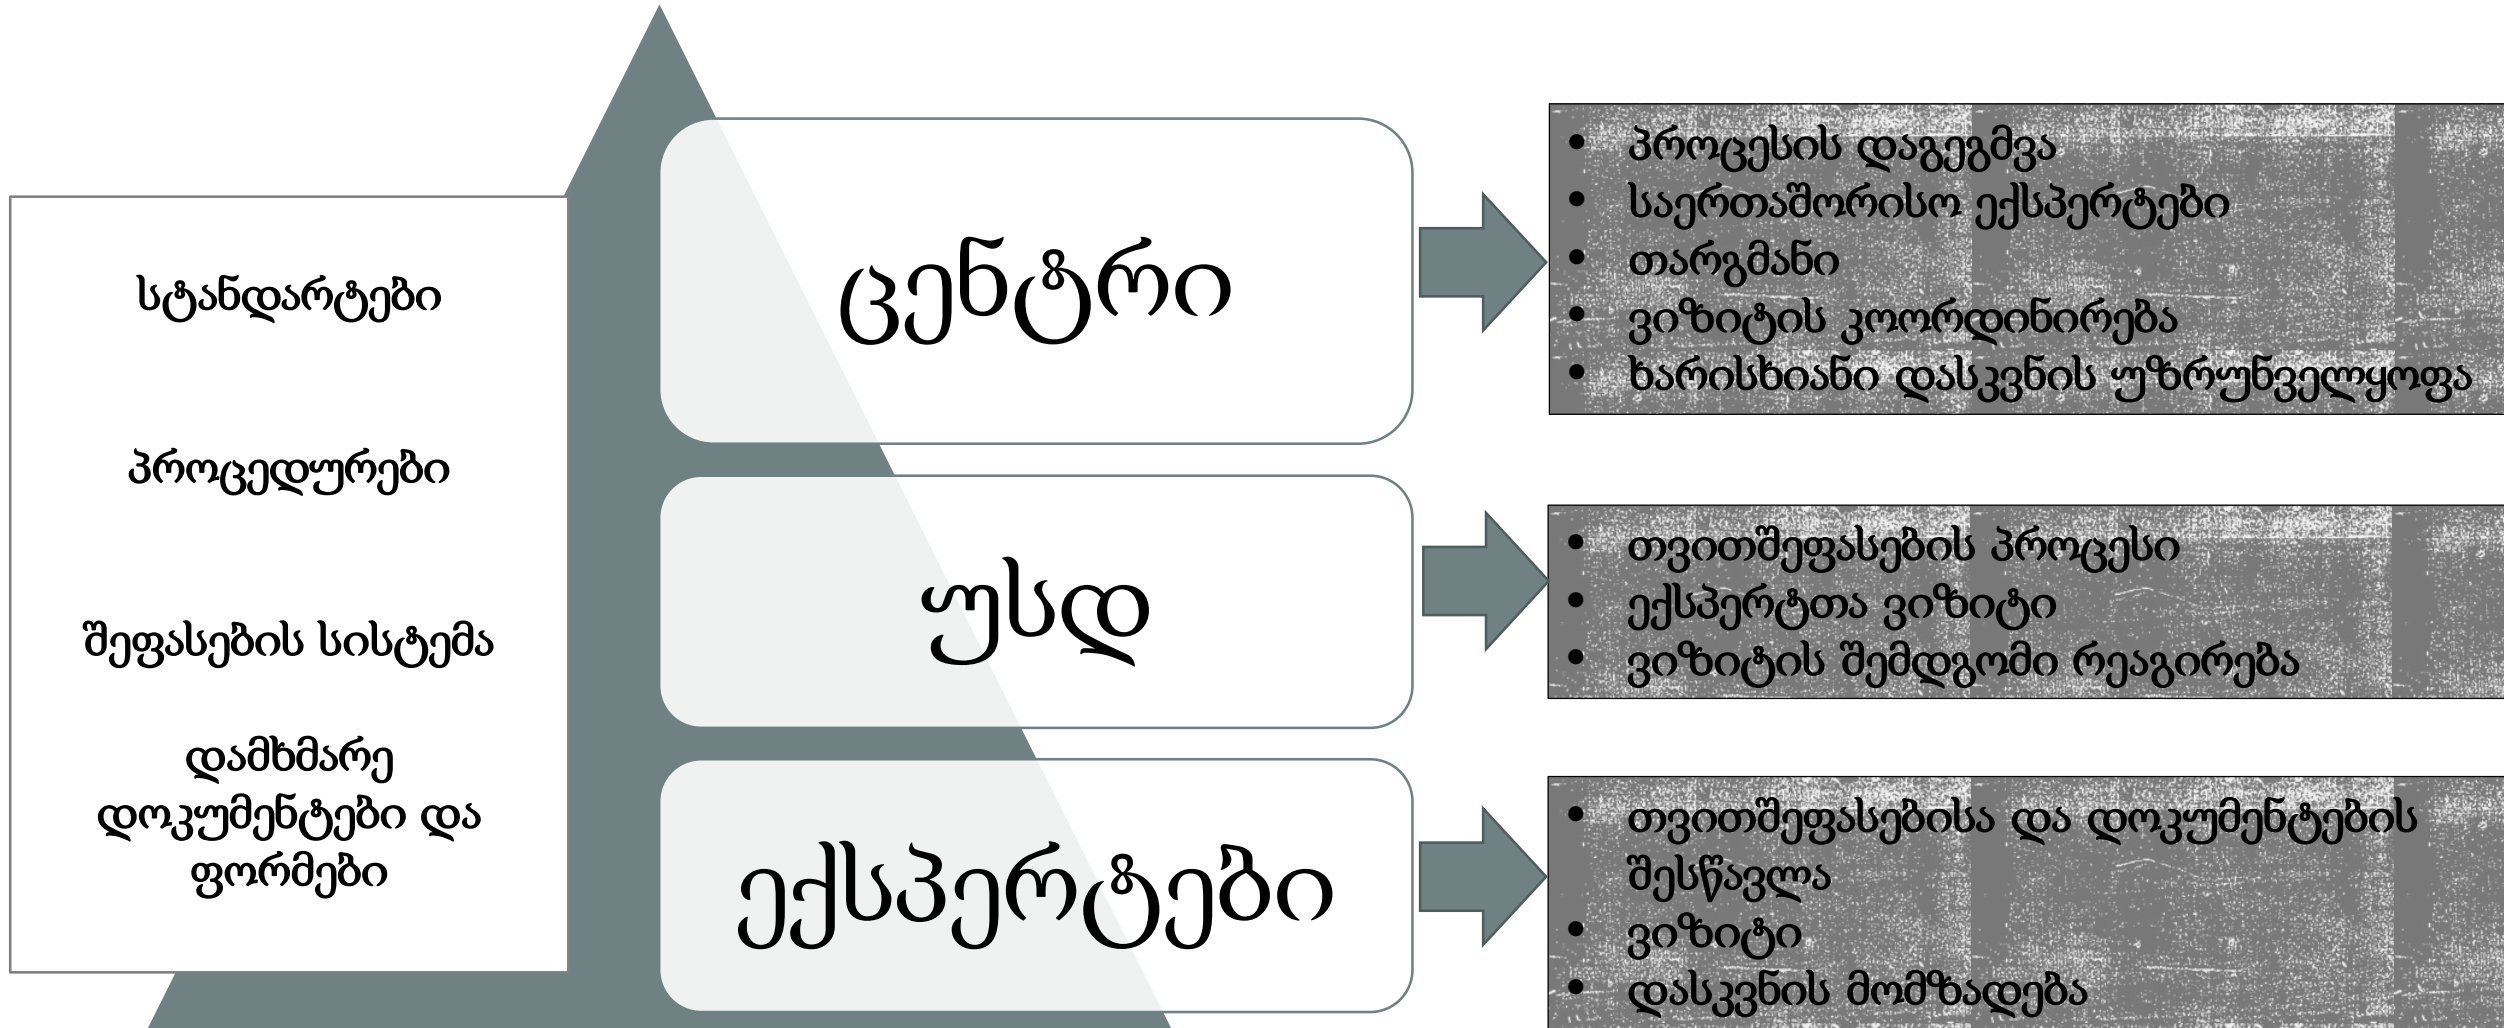 სტანდარტები
პროცედურები
შეფასების სისტემა
დამხმარე
დოკუმენტები და
ფორმები
ცენტრი
• პროცესის დაგეგმვა
• საერთაშორისო ექსპერტები
• თარგმანი
• ვიზიტის კოორდინირება
• ხარისხიანი დასკვნის უზრუნველყოფა
უსდ
• თვითშეფასების პროცესი
• ექსპერტთა ვიზიტი
• ვიზიტის შემდგომი რეაგირება
ექსპერტები
• თვითშეფასებისა და დოკუმენტების
შესწავლა
• ვიზიტი
• დასკვნის მომზადება